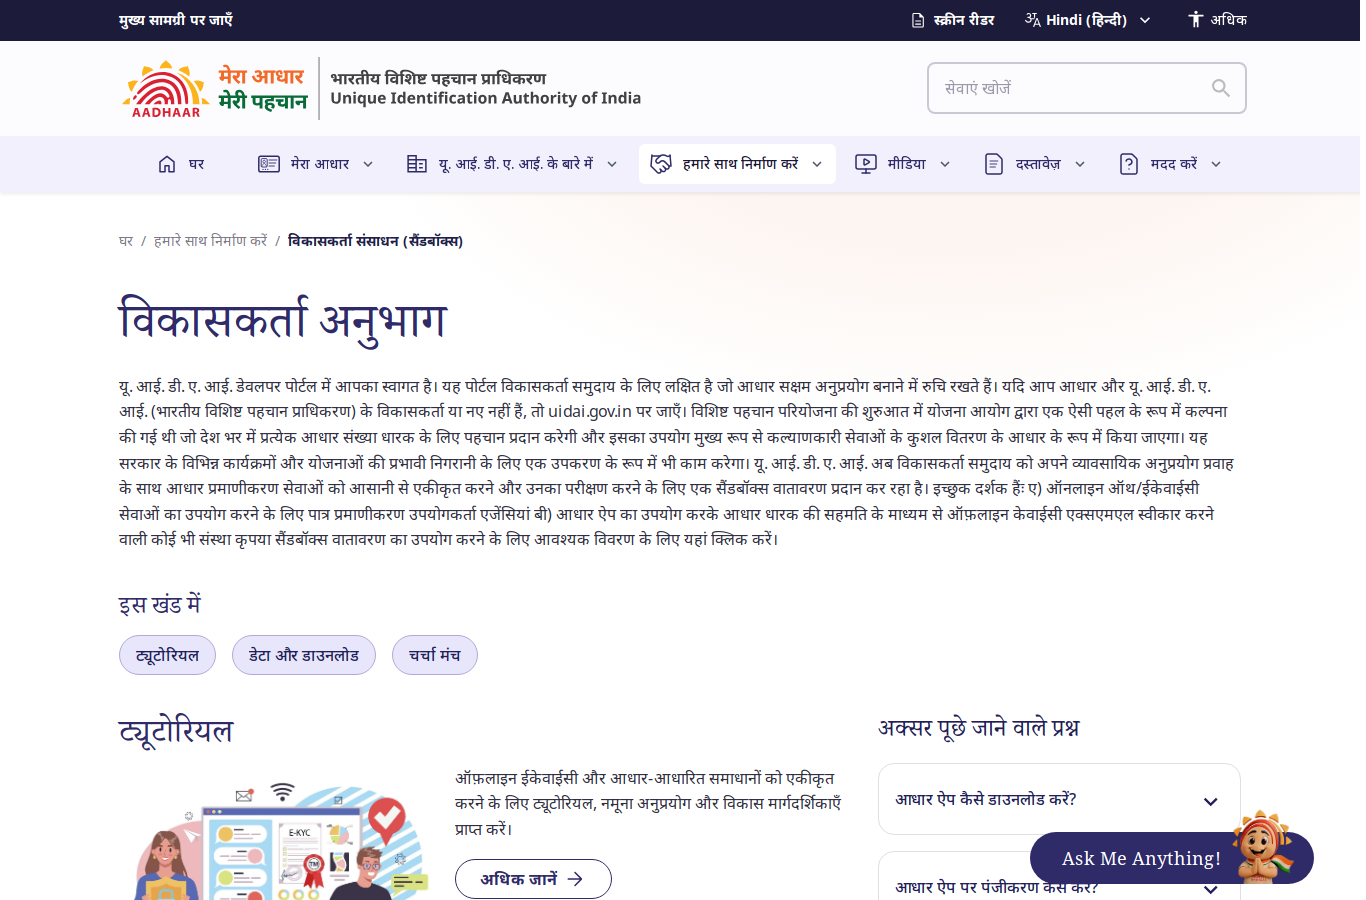 मुख्य सामग्री पर जाएँ
स्क्रीन रीडर
Hindi (हिन्दी)
अधिक
मेरा आधार
मेरी पहचान
AADHAAR
भारतीय विशिष्ट पहचान प्राधिकरण
Unique Identification Authority of India
सेवाएं खोजें
घर
मेरा आधार
यू. आई. डी. ए. आई. के बारे में
हमारे साथ निर्माण करें
मीडिया
दस्तावेज़
मदद करें
घर / हमारे साथ निर्माण करें / विकासकर्ता संसाधन (सैंडबॉक्स)
विकासकर्ता अनुभाग
यू. आई. डी. ए. आई. डेवलपर पोर्टल में आपका स्वागत है। यह पोर्टल विकासकर्ता समुदाय के लिए लक्षित है जो आधार सक्षम अनुप्रयोग बनाने में रुचि रखते हैं। यदि आप आधार और यू. आई. डी. ए.
आई. (भारतीय विशिष्ट पहचान प्राधिकरण) के विकासकर्ता या नए नहीं हैं, तो uidai.gov.in पर जाएँ। विशिष्ट पहचान परियोजना की शुरुआत में योजना आयोग द्वारा एक ऐसी पहल के रूप में कल्पना
की गई थी जो देश भर में प्रत्येक आधार संख्या धारक के लिए पहचान प्रदान करेगी और इसका उपयोग मुख्य रूप से कल्याणकारी सेवाओं के कुशल वितरण के आधार के रूप में किया जाएगा। यह
सरकार के विभिन्न कार्यक्रमों और योजनाओं की प्रभावी निगरानी के लिए एक उपकरण के रूप में भी काम करेगा। यू. आई. डी. ए. आई. अब विकासकर्ता समुदाय को अपने व्यावसायिक अनुप्रयोग प्रवाह
के साथ आधार प्रमाणीकरण सेवाओं को आसानी से एकीकृत करने और उनका परीक्षण करने के लिए एक सैंडबॉक्स वातावरण प्रदान कर रहा है। इच्छुक दर्शक हैंः ए) ऑनलाइन ऑथ/ईकेवाईसी
सेवाओं का उपयोग करने के लिए पात्र प्रमाणीकरण उपयोगकर्ता एजेंसियां बी) आधार ऐप का उपयोग करके आधार धारक की सहमति के माध्यम से ऑफ़लाइन केवाईसी एक्सएमएल स्वीकार करने
वाली कोई भी संस्था कृपया सैंडबॉक्स वातावरण का उपयोग करने के लिए आवश्यक विवरण के लिए यहां क्लिक करें।
इस खंड में
ट्यूटोरियल
डेटा और डाउनलोड
चर्चा मंच
ट्यूटोरियल
E-KYC
ऑफ़लाइन ईकेवाईसी और आधार-आधारित समाधानों को एकीकृत
करने के लिए ट्यूटोरियल, नमूना अनुप्रयोग और विकास मार्गदर्शिकाएँ
प्राप्त करें।
अधिक जानें
अक्सर पूछे जाने वाले प्रश्न
आधार ऐप कैसे डाउनलोड करें?
आधार ऐप पर पंजीकरण कैसे करें?
Ask Me Anything!